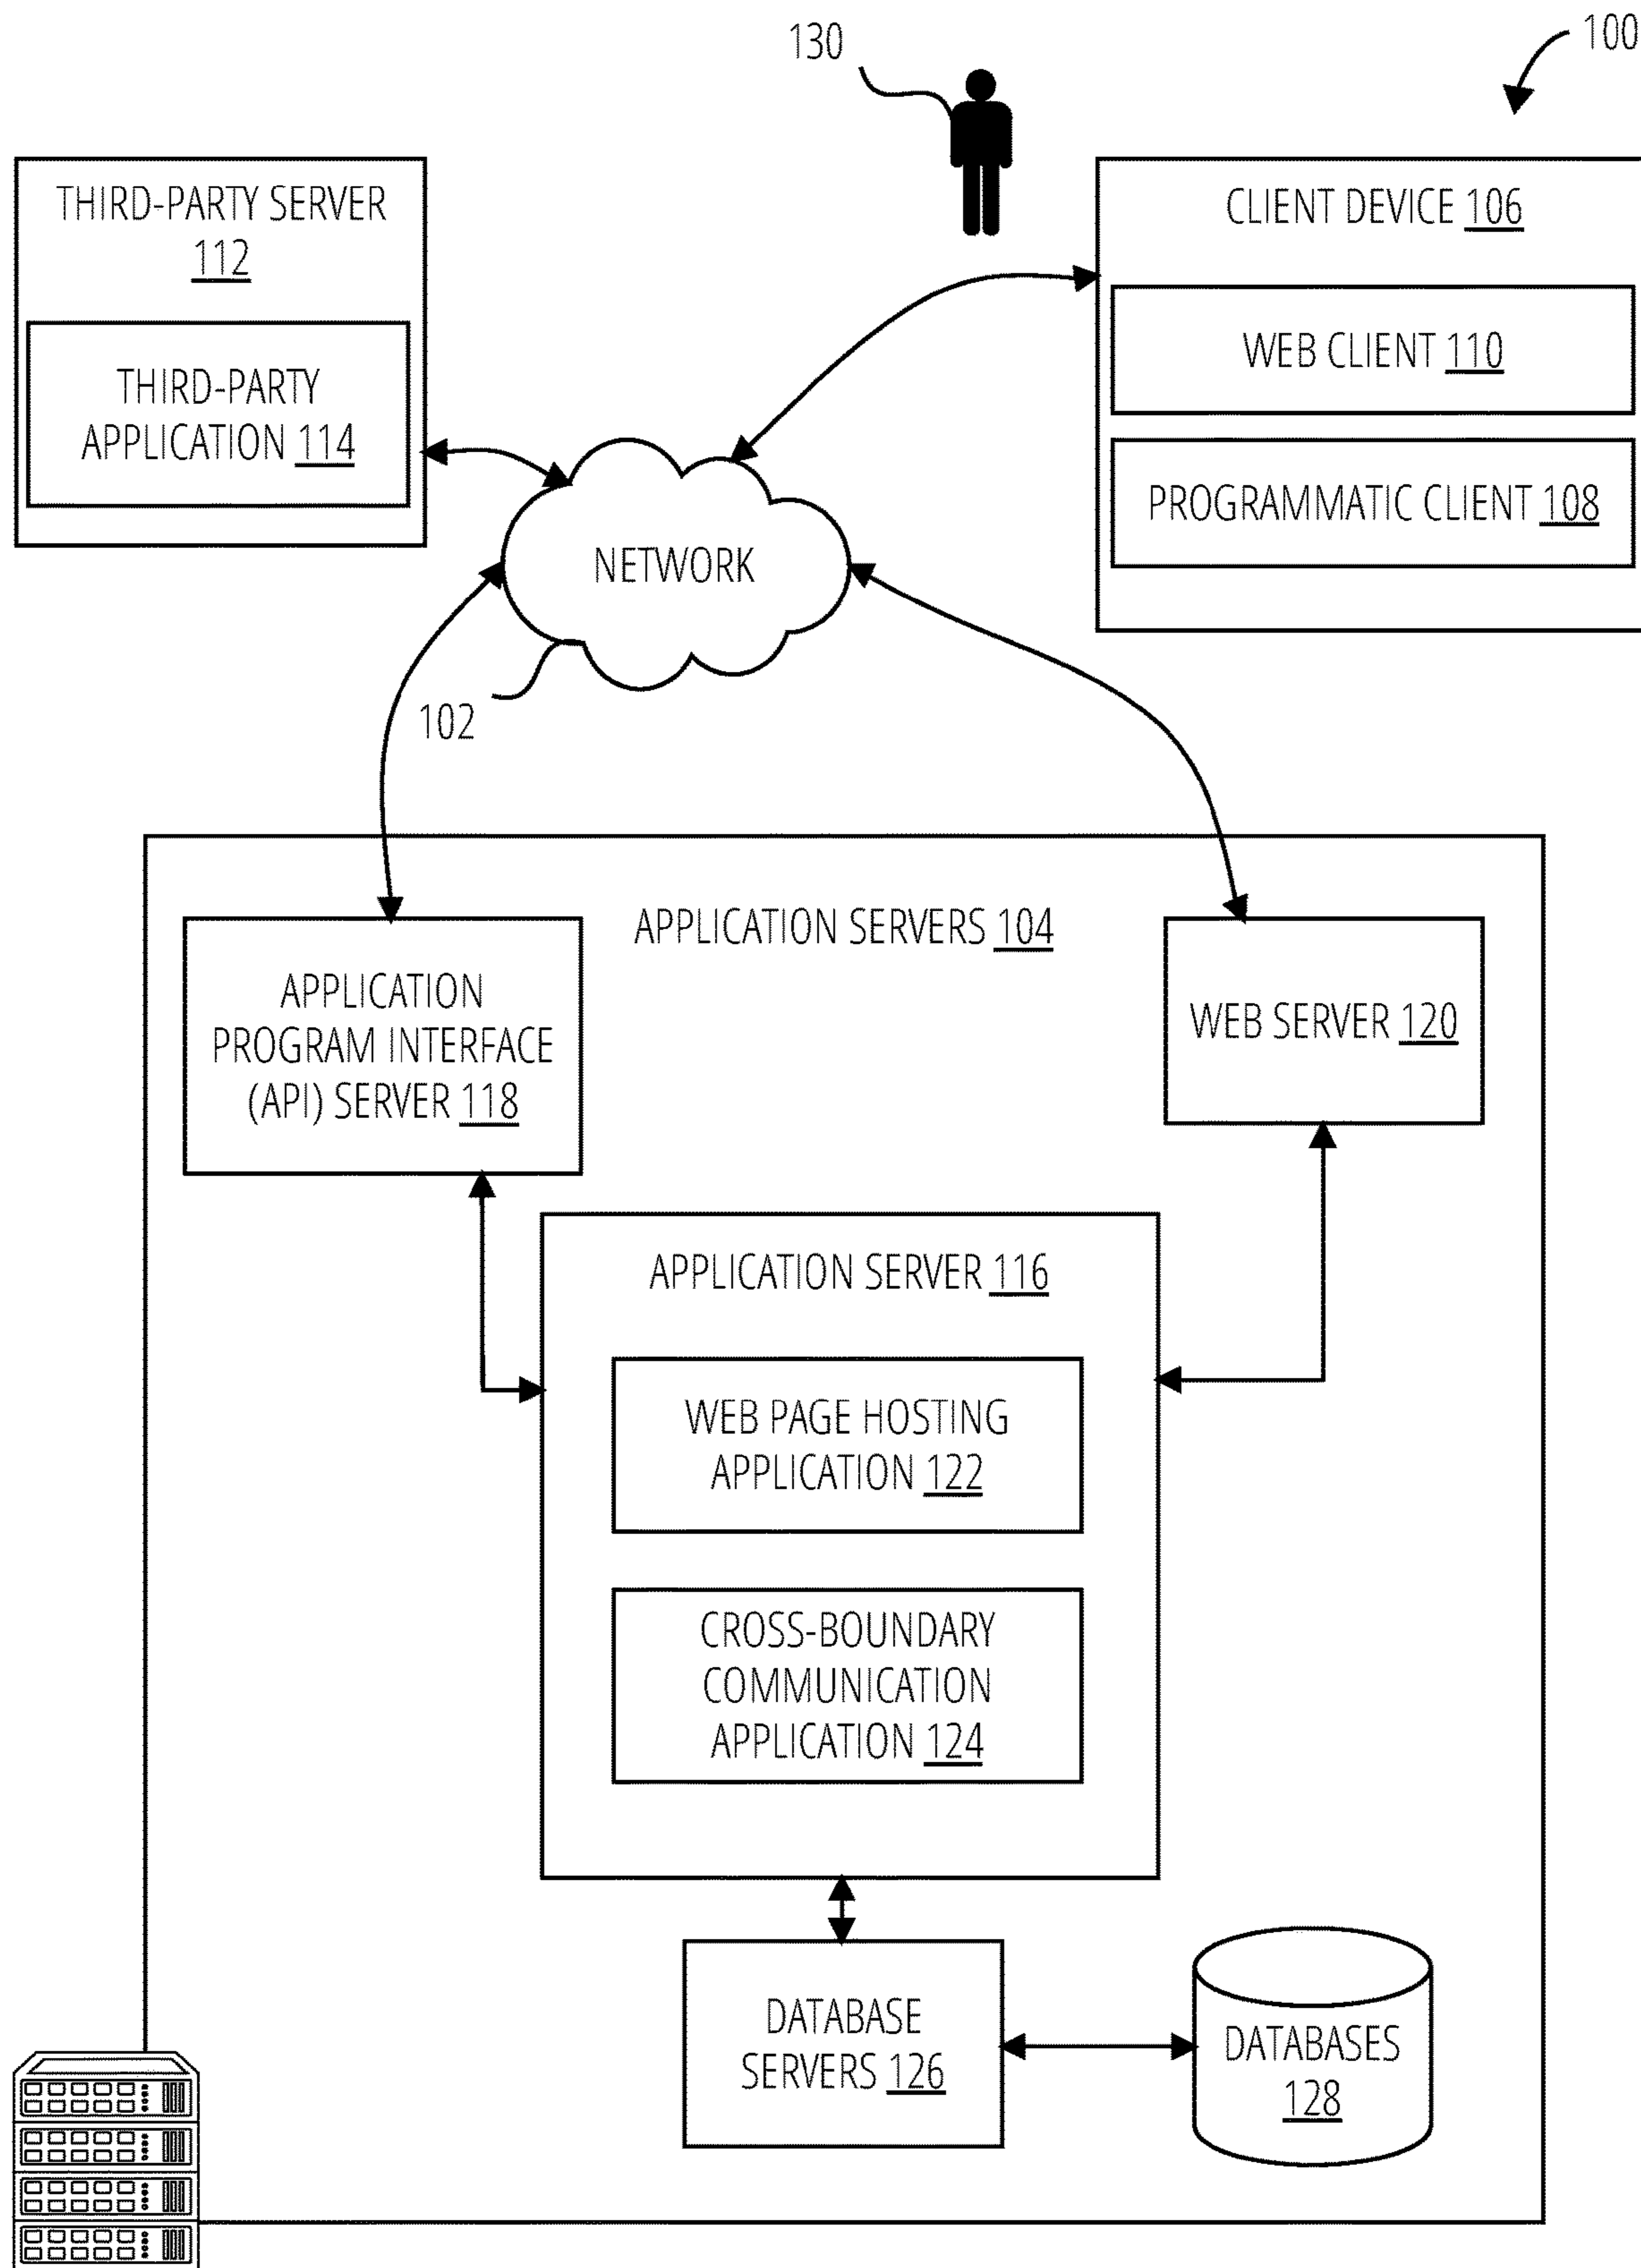 130
100
THIRD-PARTY SERVER
112
THIRD-PARTY
APPLICATION 114
CLIENT DEVICE 106
WEB CLIENT 110
PROGRAMMATIC CLIENT 108
NETWORK
102
APPLICATION SERVERS 104
APPLICATION
PROGRAM INTERFACE
(API) SERVER 118
WEB SERVER 120
APPLICATION SERVER 116
WEB PAGE HOSTING
APPLICATION 122
CROSS-BOUNDARY
COMMUNICATION
APPLICATION 124
DATABASE
SERVERS 126
DATABASES
128